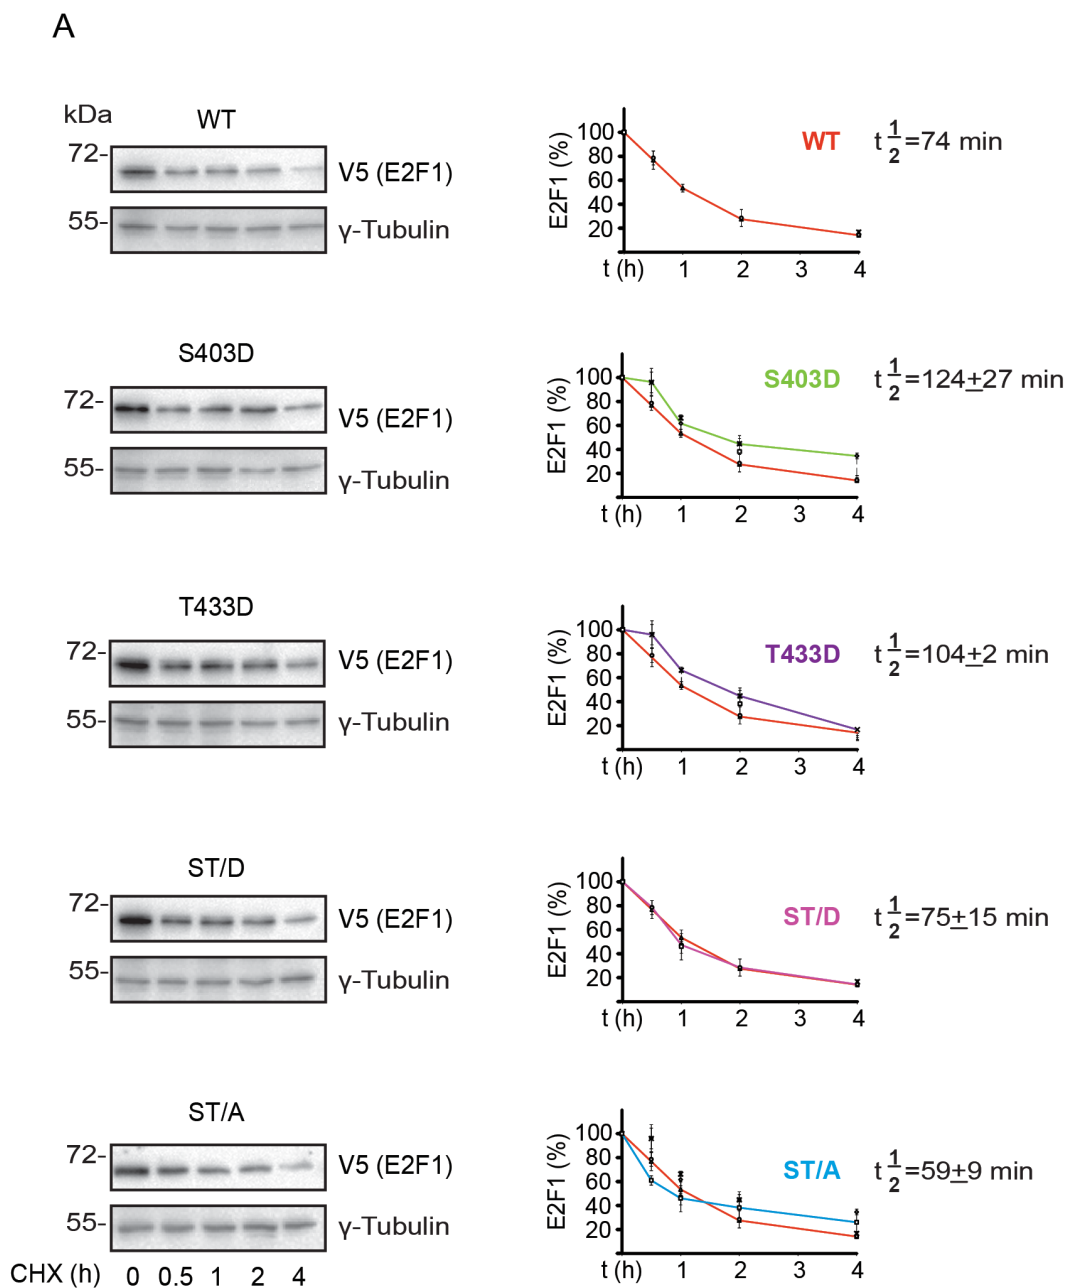 A
kDa
WT
72-
V5 (E2F1)
55-
γ-Tubulin
E2F1 (%)
100
80
60
40
20
t (h)
1
2
3
4
WT
t 1/2 =74 min
S403D
72-
V5 (E2F1)
55-
γ-Tubulin
E2F1 (%)
100
80
60
40
20
t (h)
1
2
3
4
S403D
t 1/2 =124±27 min
T433D
72-
V5 (E2F1)
55-
γ-Tubulin
E2F1 (%)
100
80
60
40
20
t (h)
1
2
3
4
T433D
t 1/2 =104±2 min
ST/D
72-
V5 (E2F1)
55-
γ-Tubulin
E2F1 (%)
100
80
60
40
20
t (h)
1
2
3
4
ST/D
t 1/2 =75±15 min
ST/A
72-
V5 (E2F1)
55-
γ-Tubulin
CHX (h) 0 0.5 1 2 4
E2F1 (%)
100
80
60
40
20
t (h)
1
2
3
4
ST/A
t 1/2 =59±9 min